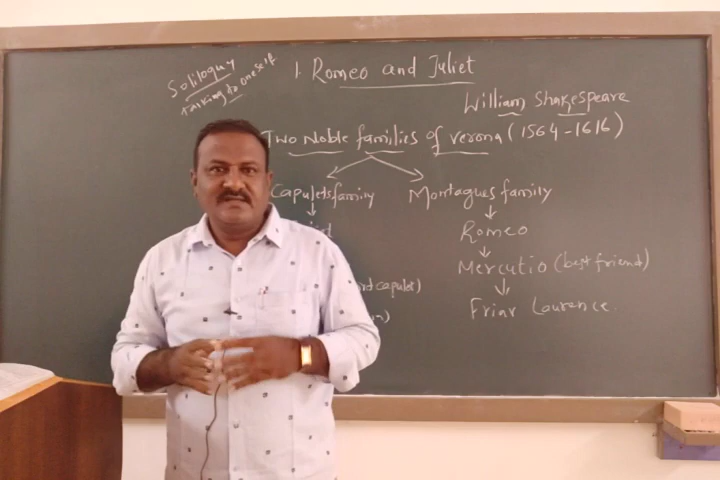 Soliloquy
talking to oneself
1. Romeo and Juliet
William Shakespeare
Two Noble families of Verona (1564-1616)
Capulets family
Montagues family
Romeo
Mercutio (best friend)
Friar Laurence.
capulet)